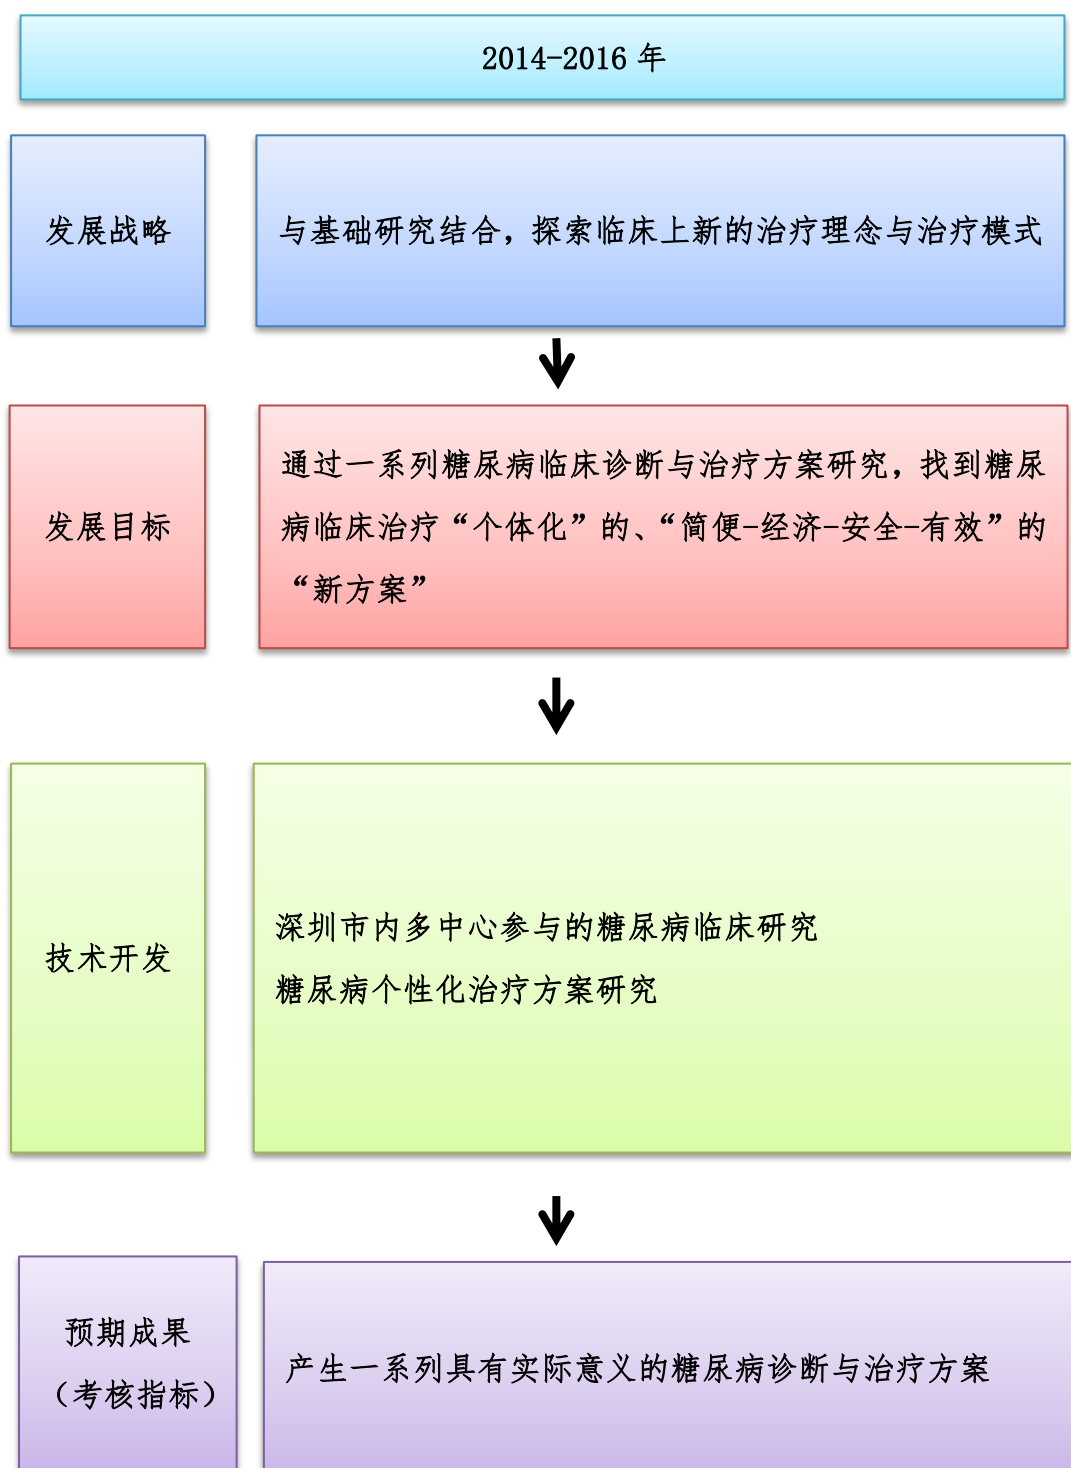 2014-2016 年
发展战略
与基础研究结合，探索临床上新的治疗理念与治疗模式
发展目标
通过一系列糖尿病临床诊断与治疗方案研究，找到糖尿
病临床治疗“个体化”的、“简便-经济-安全-有效”的
“新方案”
技术开发
深圳市内多中心参与的糖尿病临床研究
糖尿病个性化治疗方案研究
预期成果
（考核指标）
产生一系列具有实际意义的糖尿病诊断与治疗方案